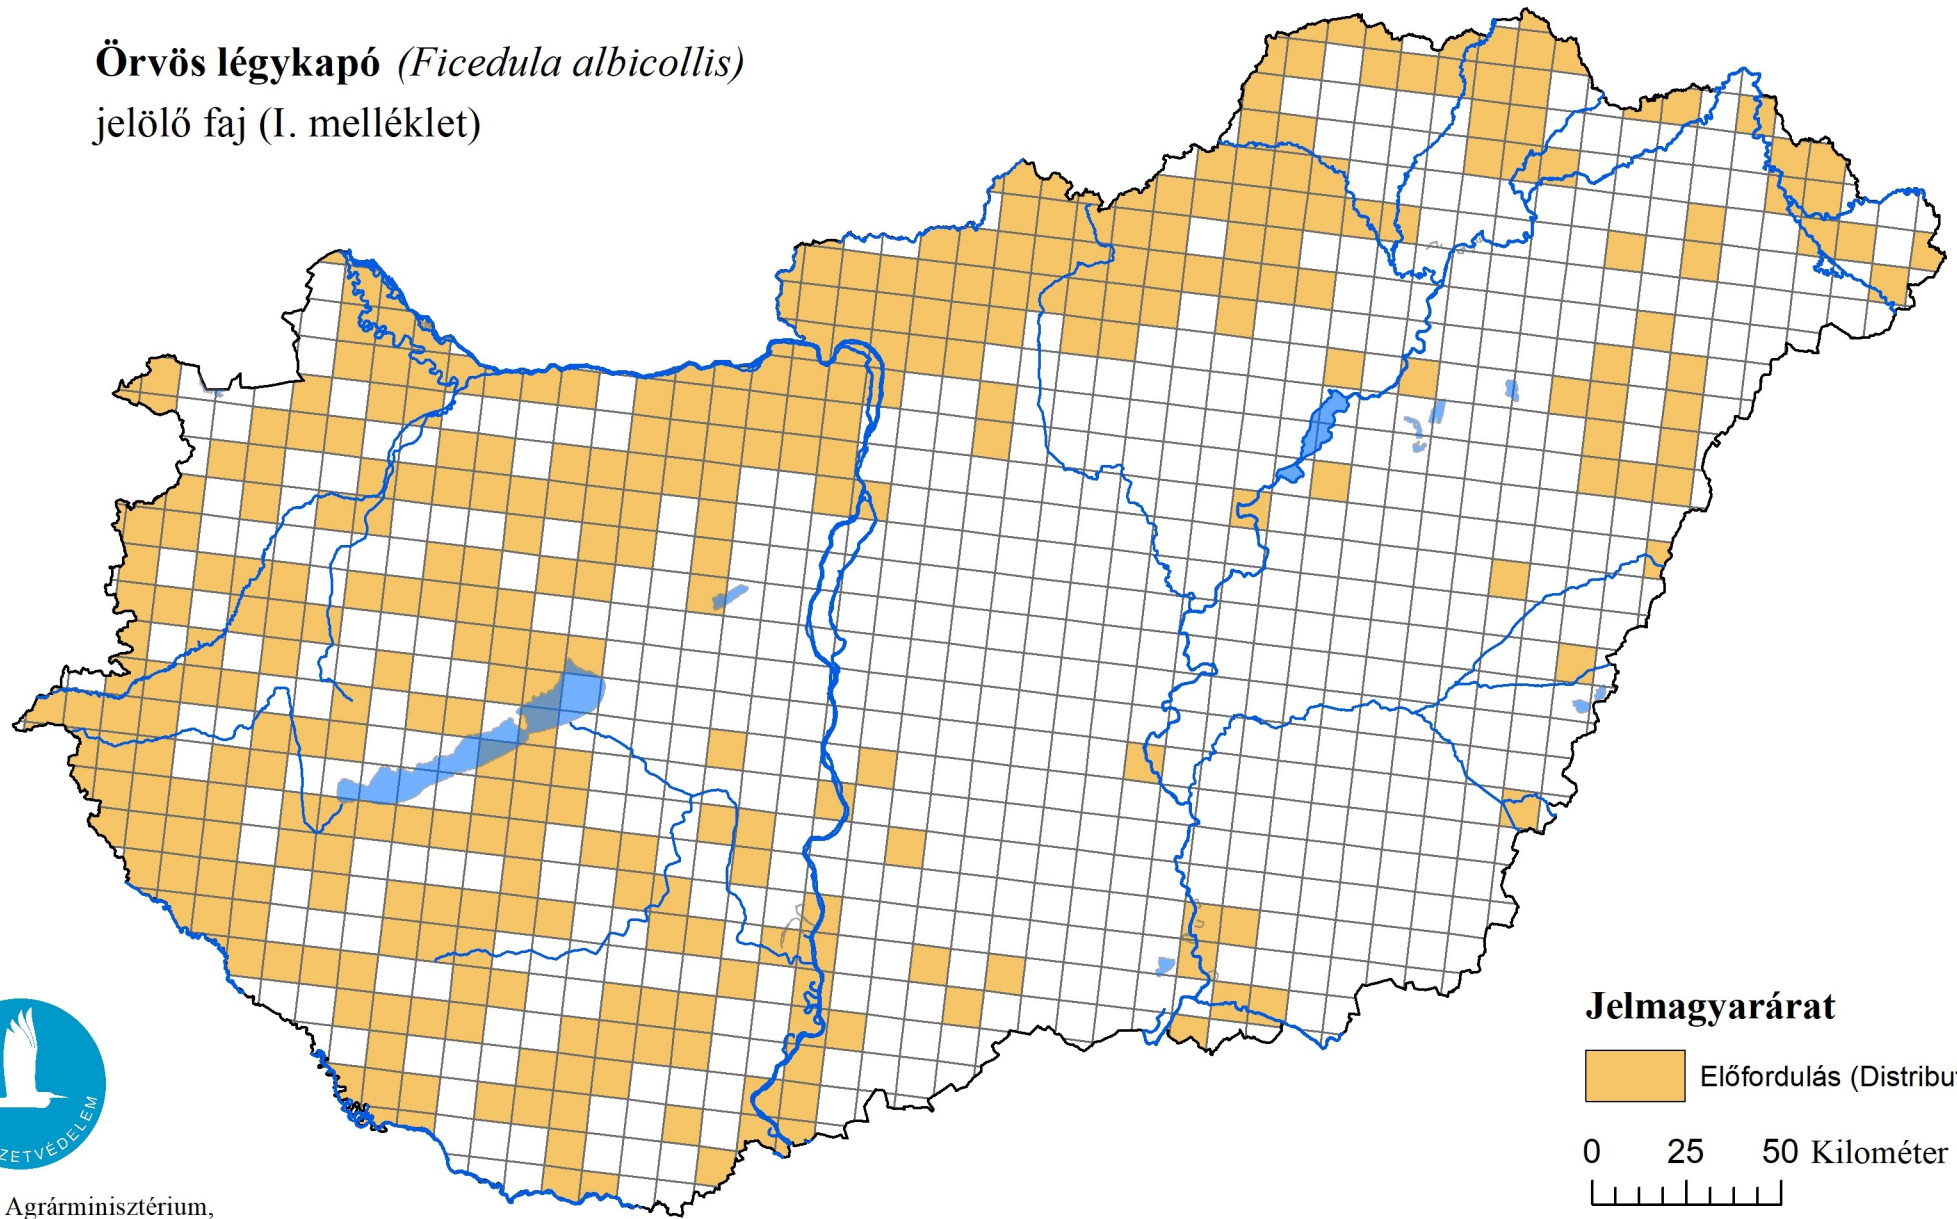 Örvös légykapó (Ficedula albicollis)
jelölő faj (I. melléklet)
Jelmagyarárat
Előfordulás (Distribu
0 25 50 Kilométer
ZETVÉDELEM
Agrárminisztérium,